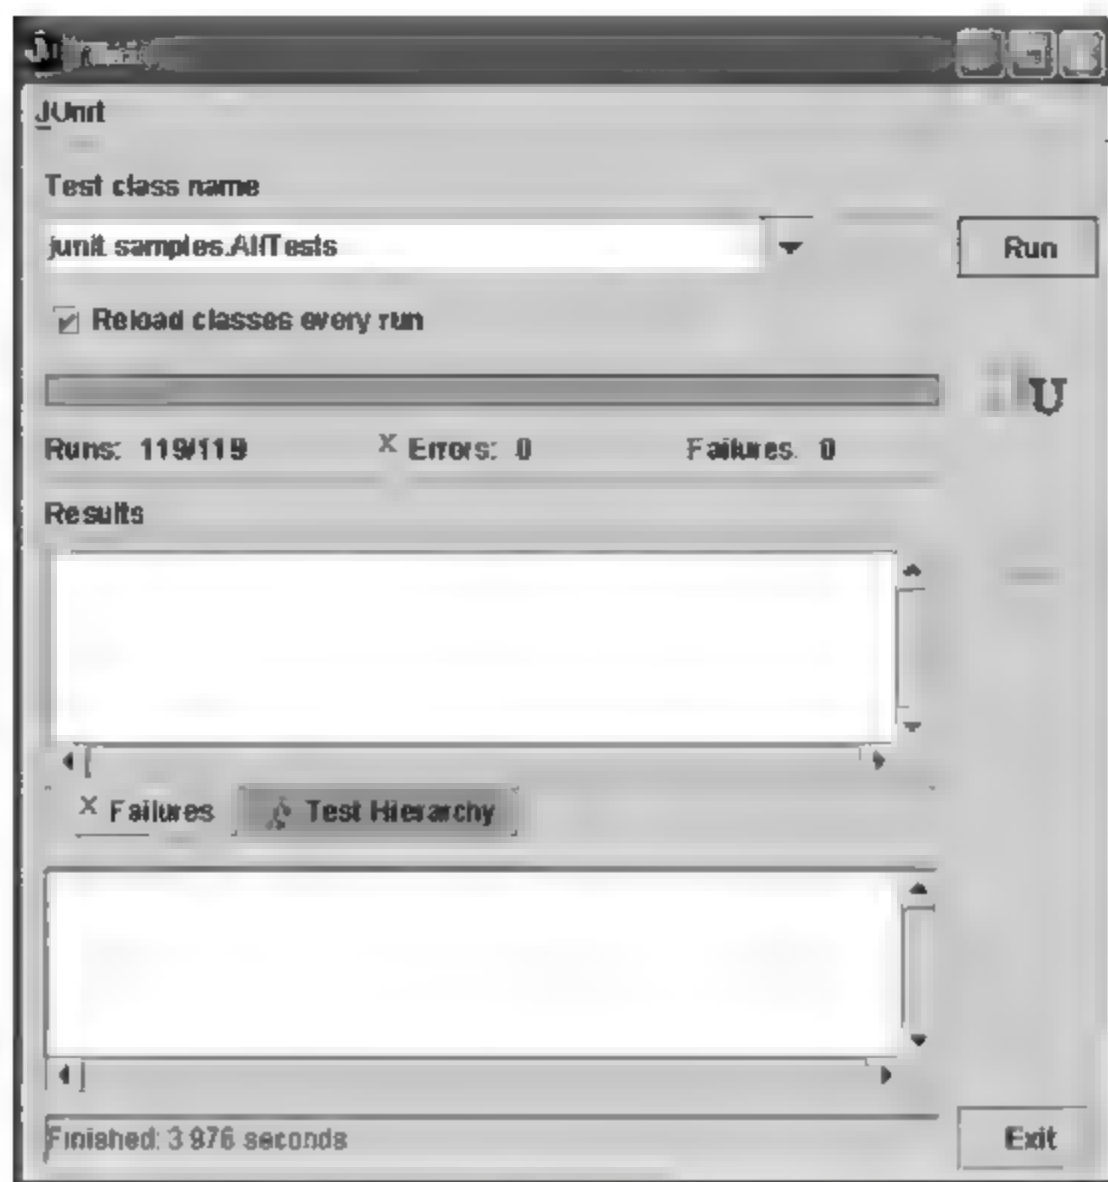 JUnit
Test class name
junit.samples.AllTests
Run
Reload classes every run
U
Runs: 119/119 X Errors: 0 Failures: 0
Results
X Failures Test Hierarchy
Finished: 3.976 seconds
Exit